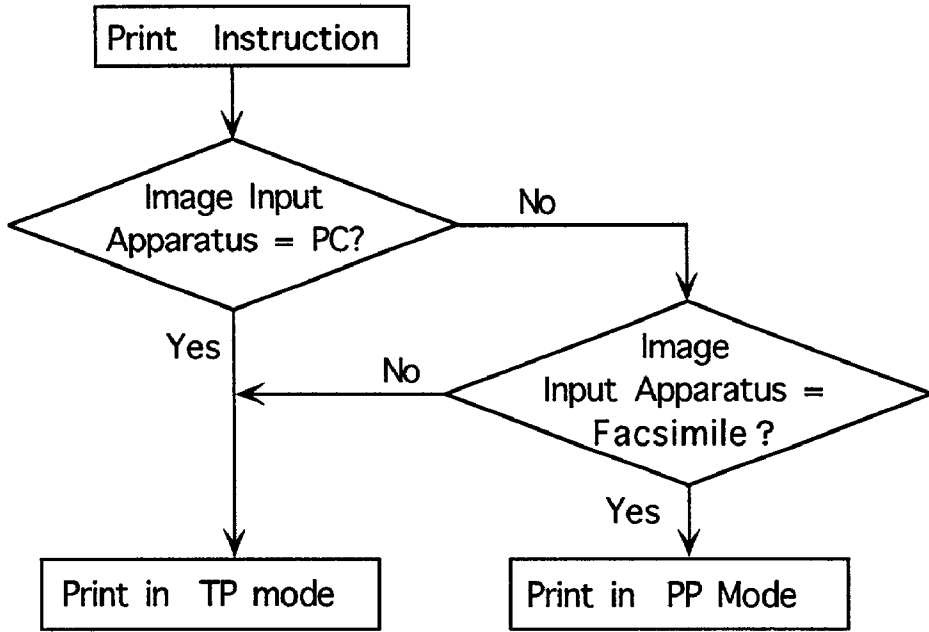 Print Instruction
Image Input
Apparatus = PC?
No
Yes
No
Image
Input Apparatus =
Facsimile ?
Yes
Print in TP mode
Print in PP Mode